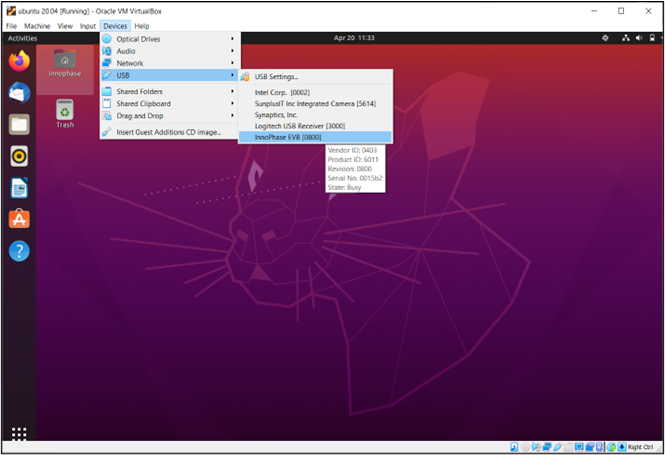 ubuntu 20.04 [Running] - Oracle VM VirtualBox
File Machine View Input Devices Help
Activities
Apr 20 11:33
Optical Drives
Audio
Network
USB
Shared Folders
Shared Clipboard
Drag and Drop
Insert Guest Additions CD image...
USB Settings...
Intel Corp. [0002]
SunplusIT Inc Integrated Camera [5614]
Synaptics, Inc.
Logitech USB Receiver [3000]
InnoPhase EVB [0800]
Vendor ID: 0403
Product ID: 6011
Revision: 0800
Serial No. 0015b2
State: Busy
innophase
Trash
Right Ctrl